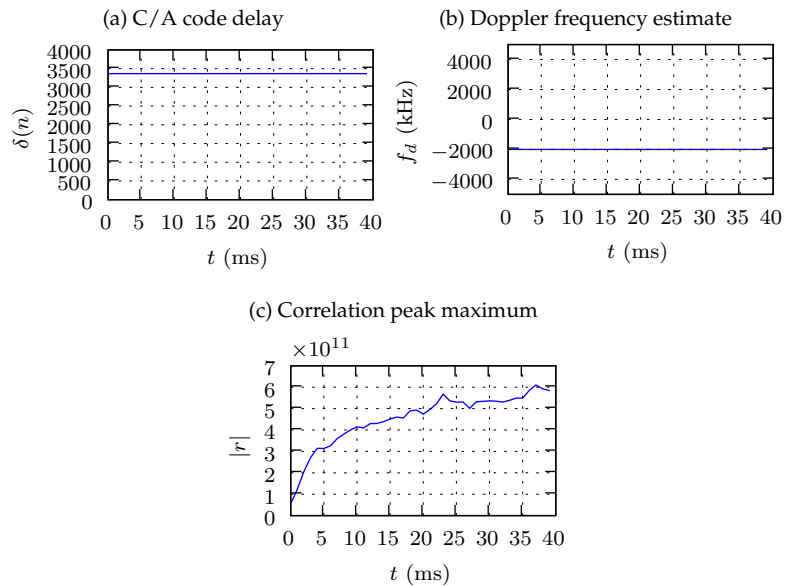 (a) C/A code delay
4000
3500
3000
2500
2000
1500
1000
500
0
δ(n)
0 5 10 15 20 25 30 35 40
t (ms)
(b) Doppler frequency estimate
4000
2000
0
−2000
−4000
f_d (kHz)
0 5 10 15 20 25 30 35 40
t (ms)
(c) Correlation peak maximum
×10^11
7
6
5
4
3
2
1
0
|r|
0 5 10 15 20 25 30 35 40
t (ms)